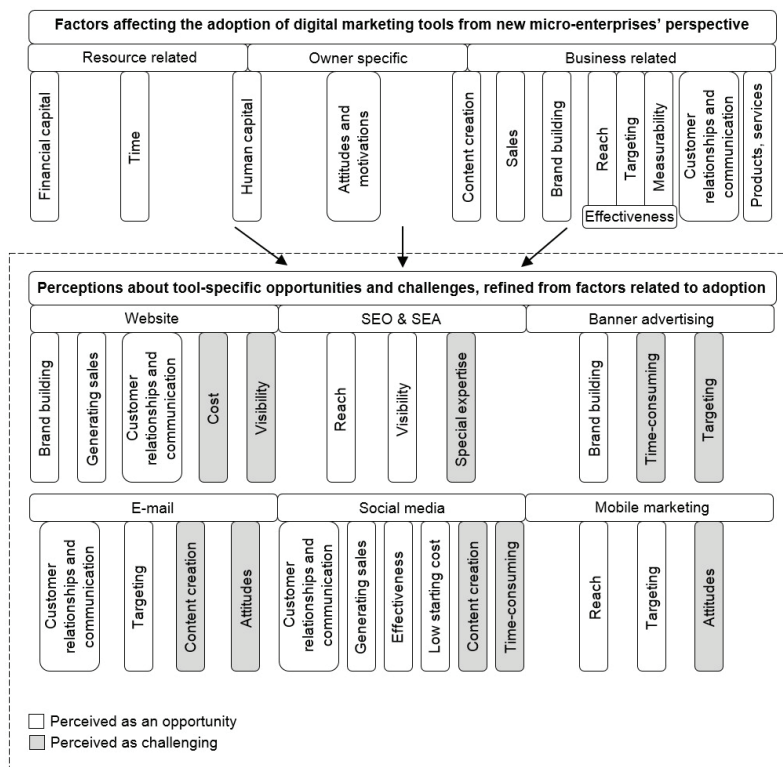 Factors affecting the adoption of digital marketing tools from new micro-enterprises’ perspective
Resource related
Owner specific
Business related
Financial capital
Time
Human capital
Attitudes and
motivations
Content creation
Sales
Brand building
Reach
Targeting
Measurability
Effectiveness
Customer
relationships and
communication
Products, services
Perceptions about tool-specific opportunities and challenges, refined from factors related to adoption
Website
SEO & SEA
Banner advertising
Brand building
Generating sales
Customer
relationships and
communication
Cost
Visibility
Reach
Visibility
Special expertise
Brand building
Time-consuming
Targeting
E-mail
Social media
Mobile marketing
Customer
relationships and
communication
Targeting
Content creation
Attitudes
Customer
relationships and
communication
Generating sales
Effectiveness
Low starting cost
Content creation
Time-consuming
Reach
Targeting
Attitudes
Perceived as an opportunity
Perceived as challenging